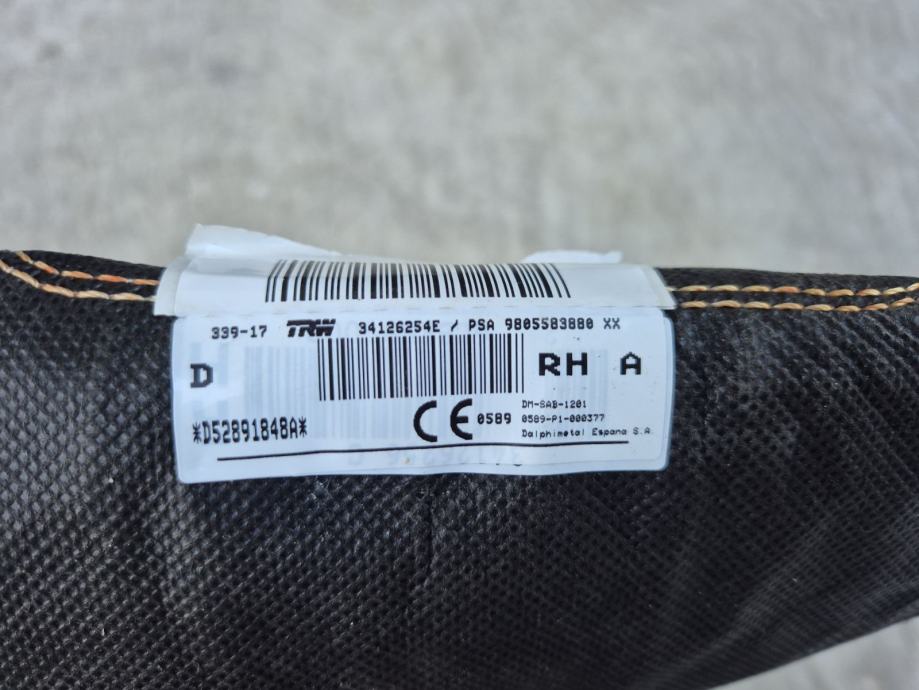 339-17 TRW 34126254E / PSA 9805583880 XX
D RH A
*D52891848A* CE 0589 DM-SAB-1201
0589-P1-000377
Dalphimetal Espana S.A.